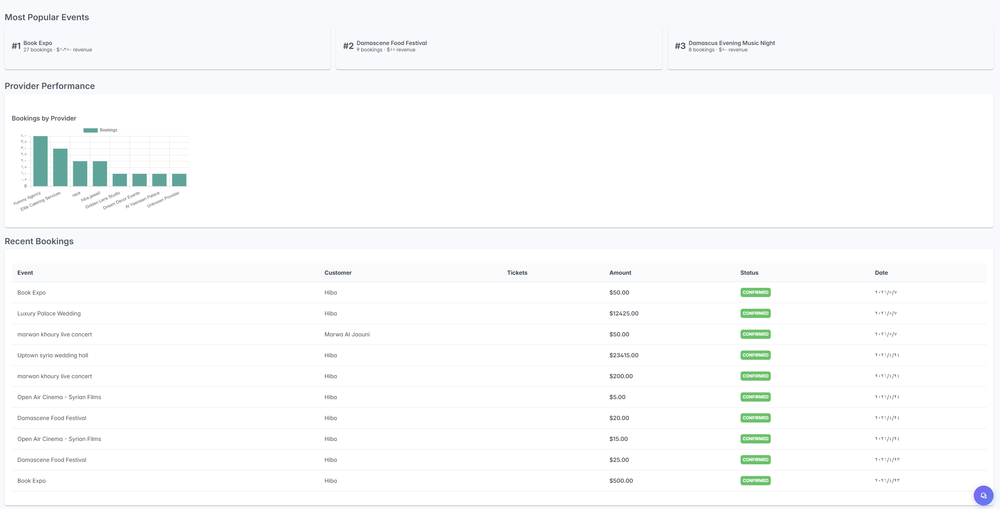 Most Popular Events
#1 Book Expo
27 bookings · $١,٣٥٠ revenue
#2 Damascene Food Festival
9 bookings · $٤٥ revenue
#3 Damascus Evening Music Night
8 bookings · $٨٠ revenue
Provider Performance
Bookings by Provider
Bookings
٤,٠
٣,٥
٣,٠
٢,٥
٢,٠
١,٥
١,٠
٠,٥
0
Yummy Agency
Elite Catering Services
raza
hiba jawad
Golden Lens Studio
Dream Decor Events
Al Yasmeen Palace
Unknown Provider
Recent Bookings
Event Customer Tickets Amount Status Date
Book Expo Hiba $50.00 CONFIRMED ٢٠٢٦/٥/٧
Luxury Palace Wedding Hiba $12425.00 CONFIRMED ٢٠٢٦/٥/٧
marwan khoury live concert Marwa Al Jaouni $50.00 CONFIRMED ٢٠٢٦/٥/٧
Uptown syria wedding hall Hiba $23415.00 CONFIRMED ٢٠٢٦/٤/٢٤
marwan khoury live concert Hiba $200.00 CONFIRMED ٢٠٢٦/٤/٢٤
Open Air Cinema - Syrian Films Hiba $5.00 CONFIRMED ٢٠٢٦/٤/٢٤
Damascene Food Festival Hiba $20.00 CONFIRMED ٢٠٢٦/٤/٢٤
Open Air Cinema - Syrian Films Hiba $15.00 CONFIRMED ٢٠٢٦/٤/٢٤
Damascene Food Festival Hiba $25.00 CONFIRMED ٢٠٢٦/٤/٢٣
Book Expo Hiba $500.00 CONFIRMED ٢٠٢٦/٤/٢٣